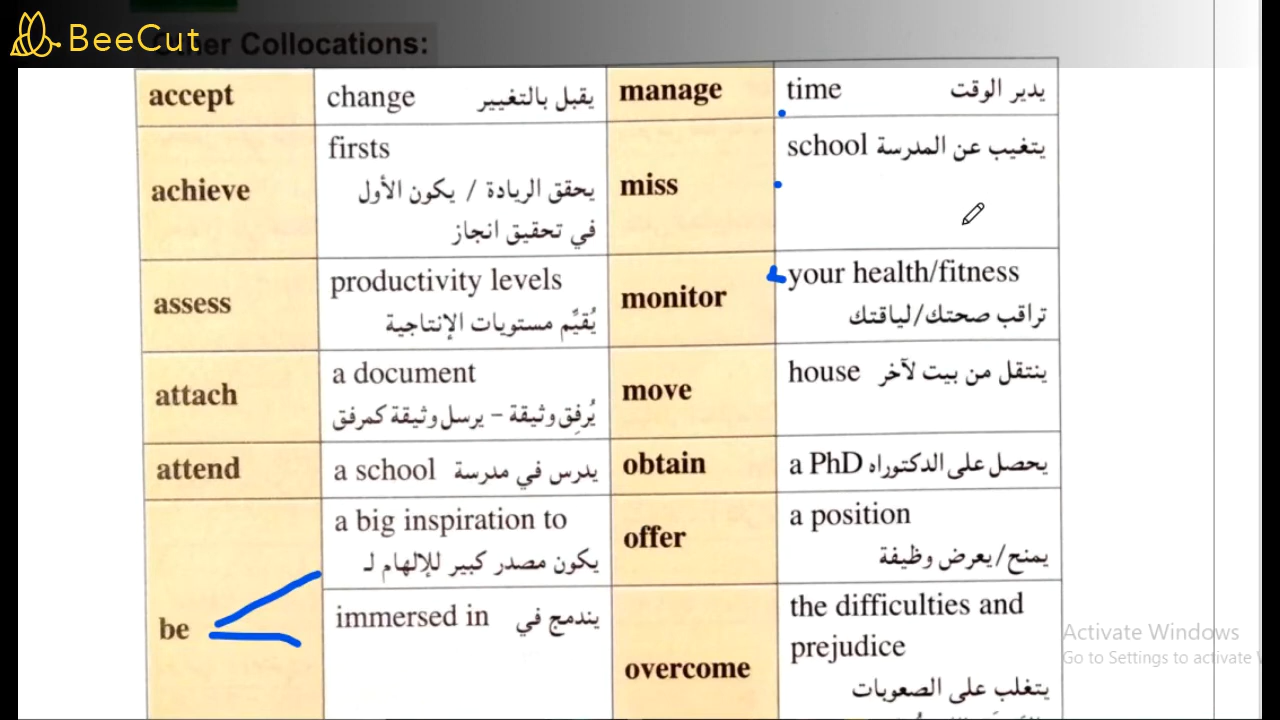 BeeCut
Other Collocations:
accept change يقبل بالتغيير manage time يدير الوقت
achieve firsts
يحقق الريادة / يكون الأول
في تحقيق انجاز
miss school يتغيب عن المدرسة
assess productivity levels
يُقيِّم مستويات الإنتاجية
monitor your health/fitness
تراقب صحتك/لياقتك
attach a document
يُرفِق وثيقة – يرسل وثيقة كمرفق
move house ينتقل من بيت لآخر
attend a school يدرس في مدرسة obtain a PhD يحصل على الدكتوراه
be a big inspiration to
يكون مصدر كبير للإلهام لـ
immersed in يندمج في
offer a position
يمنح/يعرض وظيفة
overcome the difficulties and
prejudice
يتغلب على الصعوبات
Activate Windows
Go to Settings to activate